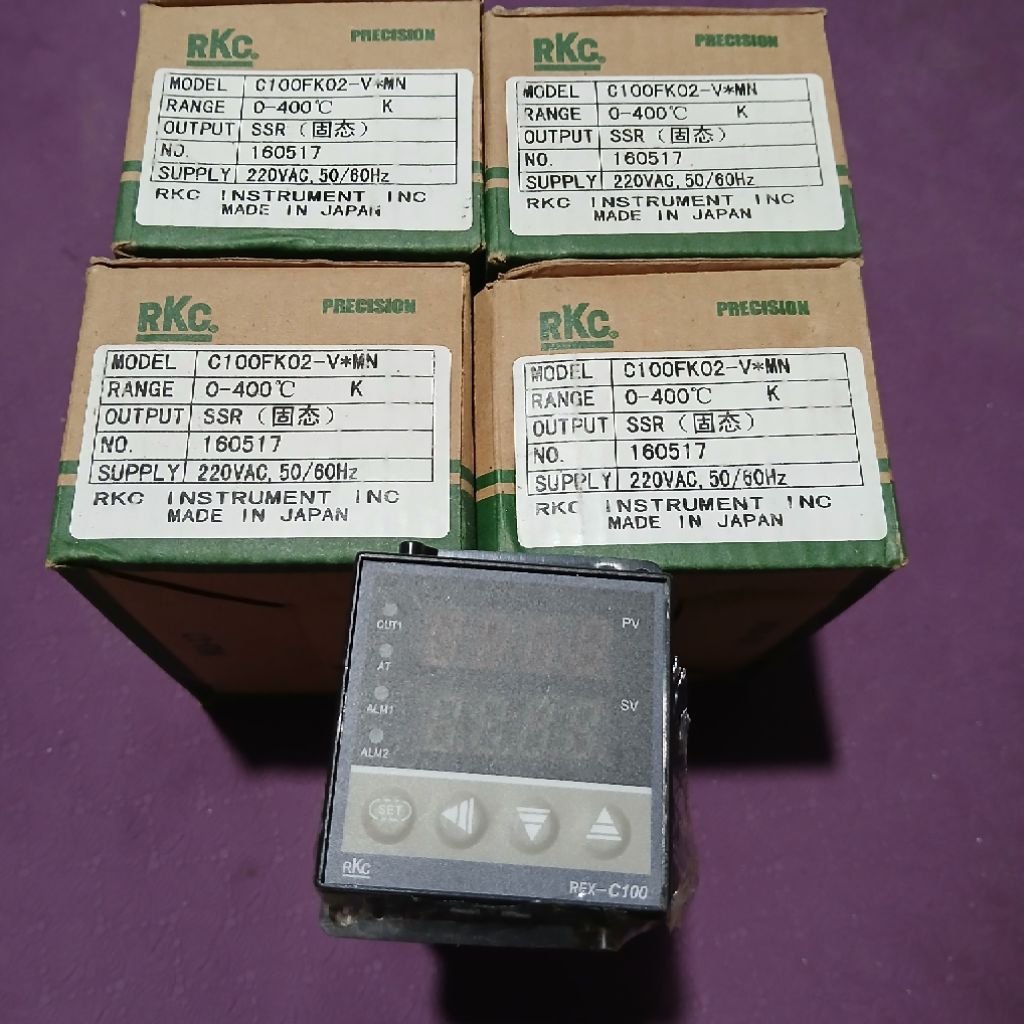 RKC. PRECISION
MODEL C100FK02-V*MN
RANGE 0-400℃ K
OUTPUT SSR (固态)
NO. 160517
SUPPLY 220VAC, 50/60Hz
RKC INSTRUMENT INC
MADE IN JAPAN
RKC. PRECISION
MODEL C100FK02-V*MN
RANGE 0-400℃ K
OUTPUT SSR (固态)
NO. 160517
SUPPLY 220VAC, 50/60Hz
RKC INSTRUMENT INC
MADE IN JAPAN
RKC. PRECISION
MODEL C100FK02-V*MN
RANGE 0-400℃ K
OUTPUT SSR (固态)
NO. 160517
SUPPLY 220VAC, 50/60Hz
RKC INSTRUMENT INC
MADE IN JAPAN
RKC. PRECISION
MODEL C100FK02-V*MN
RANGE 0-400℃ K
OUTPUT SSR (固态)
NO. 160517
SUPPLY 220VAC, 50/60Hz
RKC INSTRUMENT INC
MADE IN JAPAN
OUT1 PV
AT
ALM1 SV
ALM2
SET
RKC REX-C100